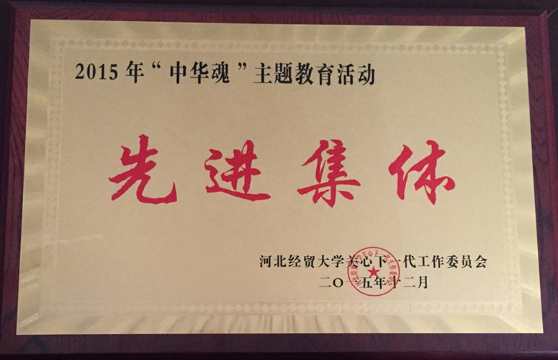 2015年“中华魂”主题教育活动
先进集体
河北经贸大学关心下一代工作委员会
二〇一五年十二月